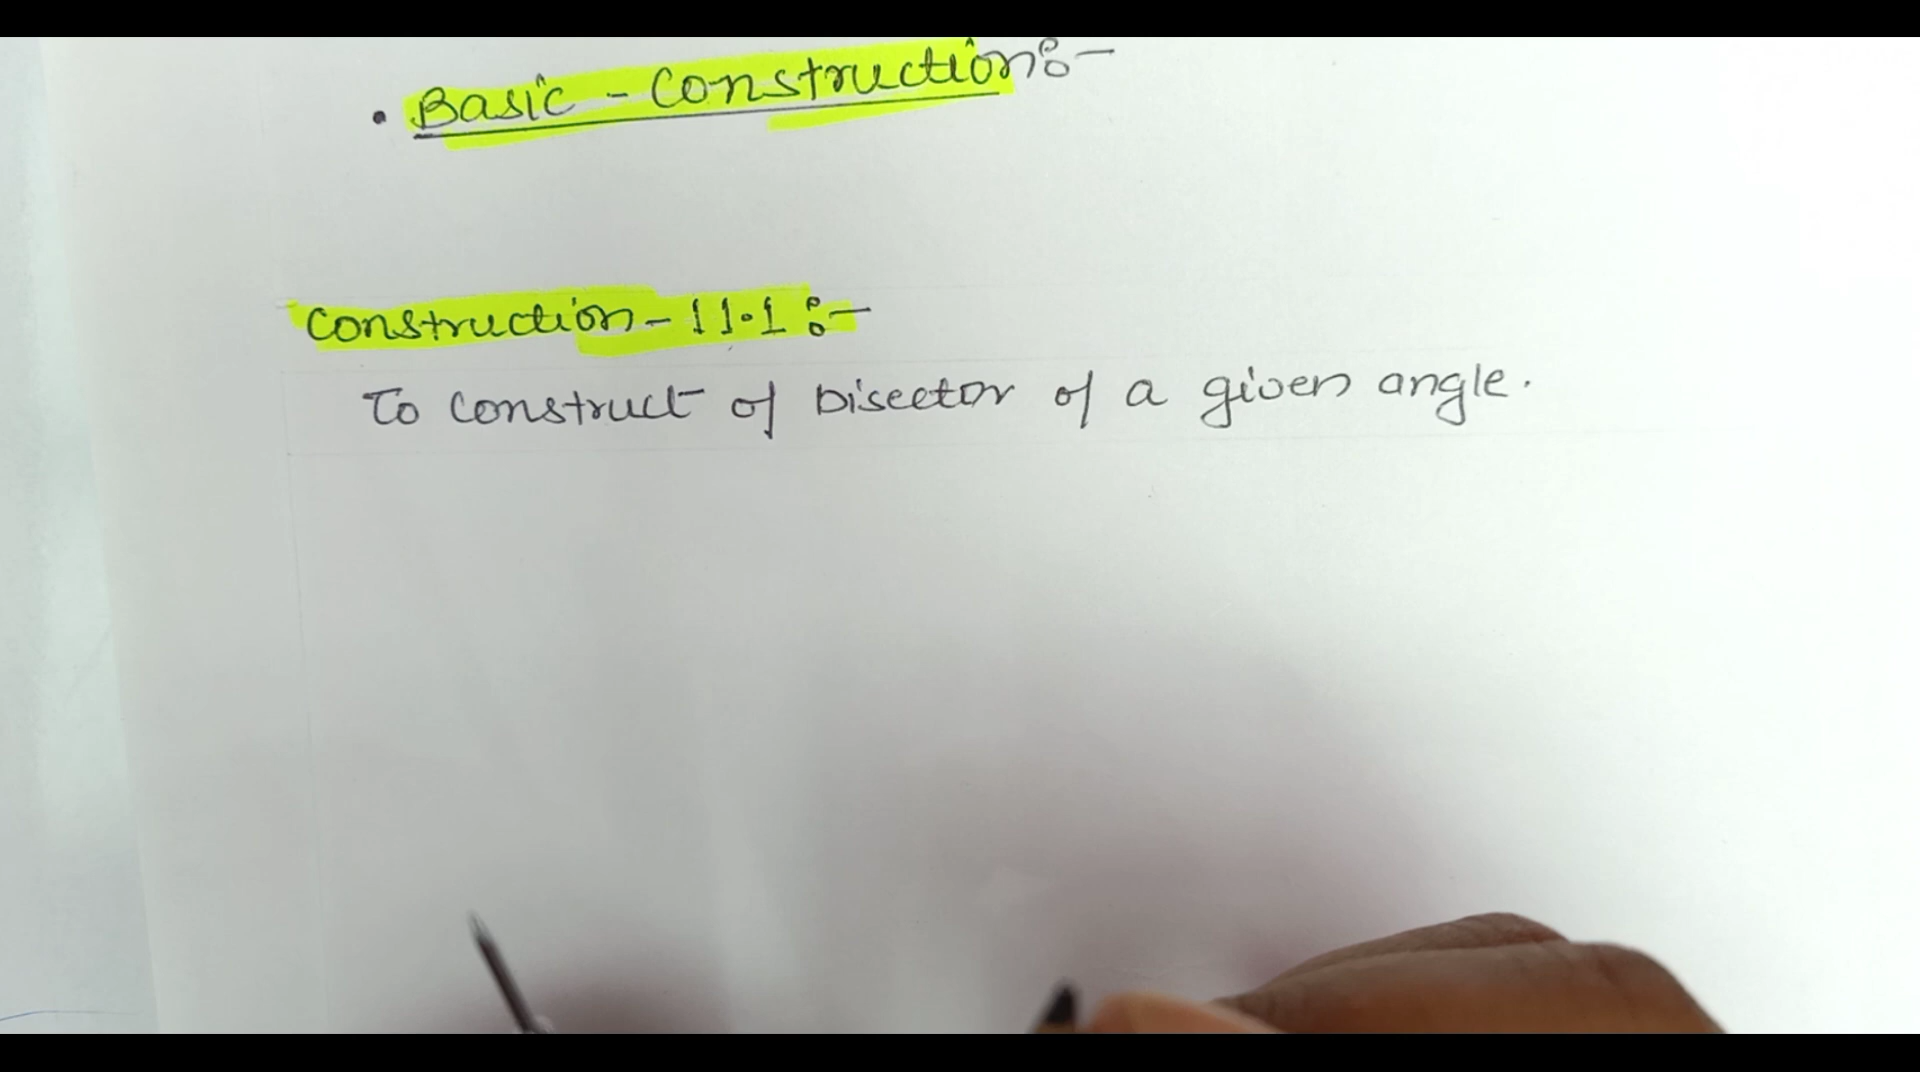 • Basic - Construction :-
Construction - 11.1 :-
To Construct of Bisector of a given angle.